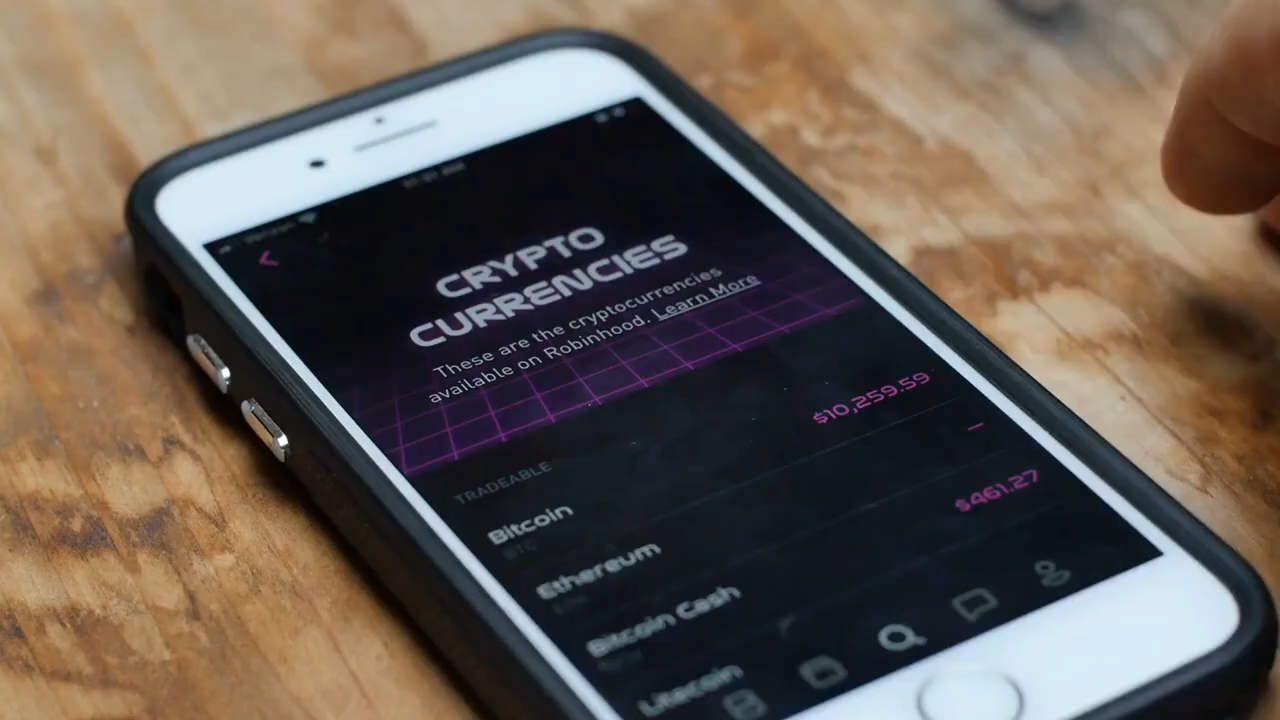 CRYPTO
CURRENCIES
These are the cryptocurrencies
available on Robinhood. Learn More
TRADEABLE
Bitcoin
$10,259.59
BTC
Ethereum
—
Bitcoin Cash
$461.27
Litecoin